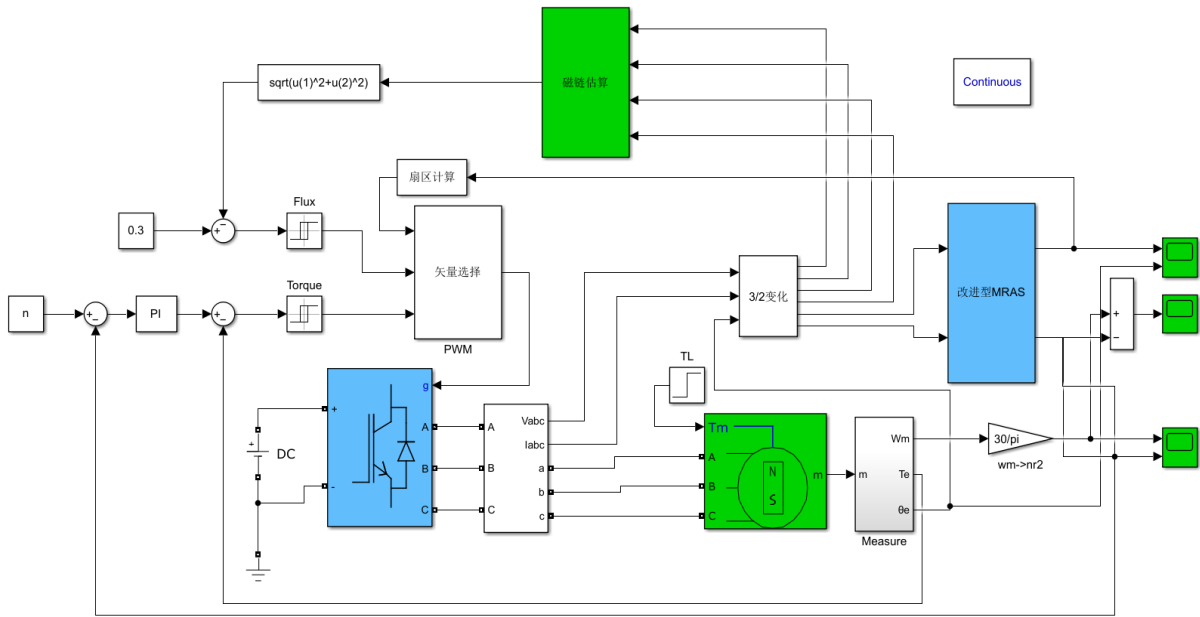 磁链估算
sqrt(u(1)^2+u(2)^2)
Continuous
扇区计算
Flux
0.3
+
−
矢量选择
3/2变化
改进型MRAS
Torque
n
+
−
PI
+
−
PWM
+
−
TL
g
+
-
A
B
C
DC
+
A
B
C
Vabc
Iabc
a
b
c
Tm
A
B
C
N
S
m
m
Wm
Te
θe
Measure
30/pi
wm->nr2